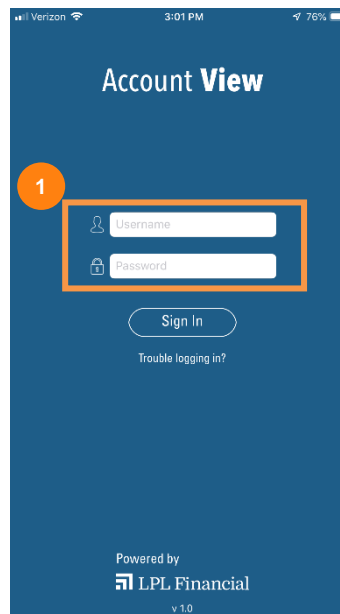 Verizon 3:01 PM 76%
Account View
1
Username
Password
Sign In
Trouble logging in?
Powered by
LPL Financial
v 1.0